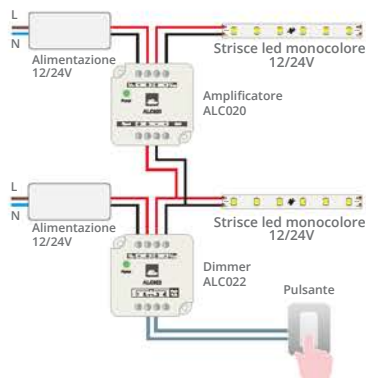 L
N
Alimentazione
12/24V
Strisce led monocolore
12/24V
Amplificatore
ALC020
L
N
Alimentazione
12/24V
Strisce led monocolore
12/24V
Dimmer
ALC022
Pulsante